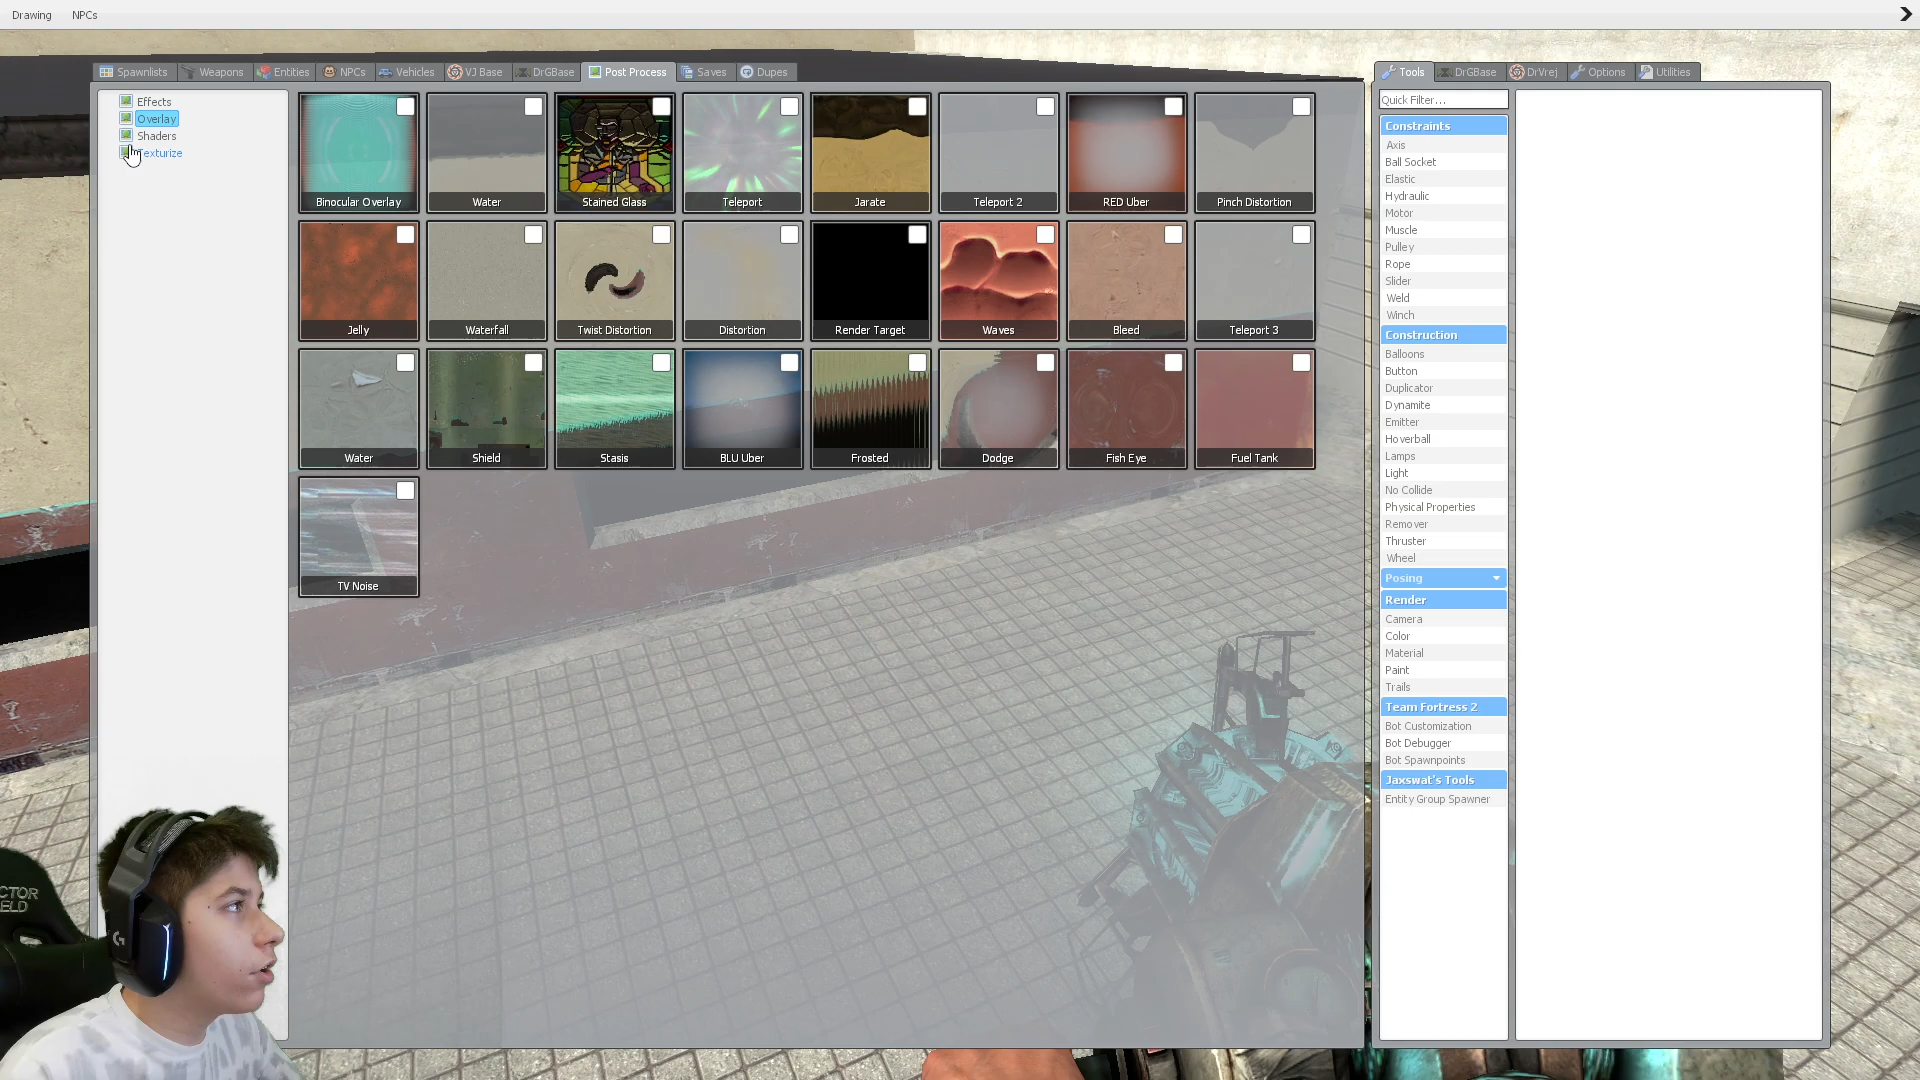 Drawing NPCs
Spawnlists Weapons Entities NPCs Vehicles VJ Base DrGBase Post Process Saves Dupes
Tools DrGBase DrVrej Options Utilities
Effects
Overlay
Shaders
Texturize
Binocular Overlay Water Stained Glass Teleport Jarate Teleport 2 RED Uber Pinch Distortion
Jelly Waterfall Twist Distortion Distortion Render Target Waves Bleed Teleport 3
Water Shield Stasis BLU Uber Frosted Dodge Fish Eye Fuel Tank
TV Noise
Quick Filter...
Constraints
Axis
Ball Socket
Elastic
Hydraulic
Motor
Muscle
Pulley
Rope
Slider
Weld
Winch
Construction
Balloons
Button
Duplicator
Dynamite
Emitter
Hoverball
Lamps
Light
No Collide
Physical Properties
Remover
Thruster
Wheel
Posing
Render
Camera
Color
Material
Paint
Trails
Team Fortress 2
Bot Customization
Bot Debugger
Bot Spawnpoints
Jaxswat's Tools
Entity Group Spawner
CTOR
ELD
G